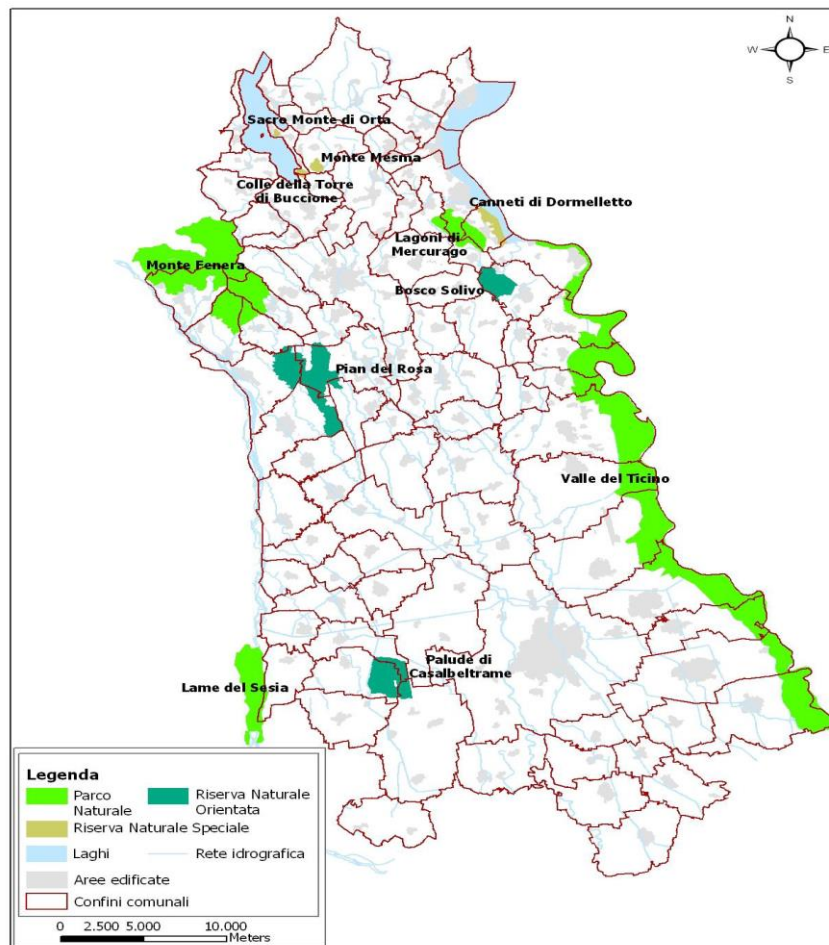 N
W E
S
Sacro Monte di Orta
Monte Mesma
Colle della Torre
di Buccione
Canneti di Dormelletto
Lagoni di
Mercurago
Monte Fenera
Bosco Solivo
Pian del Rosa
Valle del Ticino
Palude di
Casalbeltrame
Lame del Sesia
Legenda
Parco
Naturale
Riserva Naturale
Orientata
Riserva Naturale Speciale
Laghi
Rete idrografica
Aree edificate
Confini comunali
0 2.500 5.000 10.000
Meters